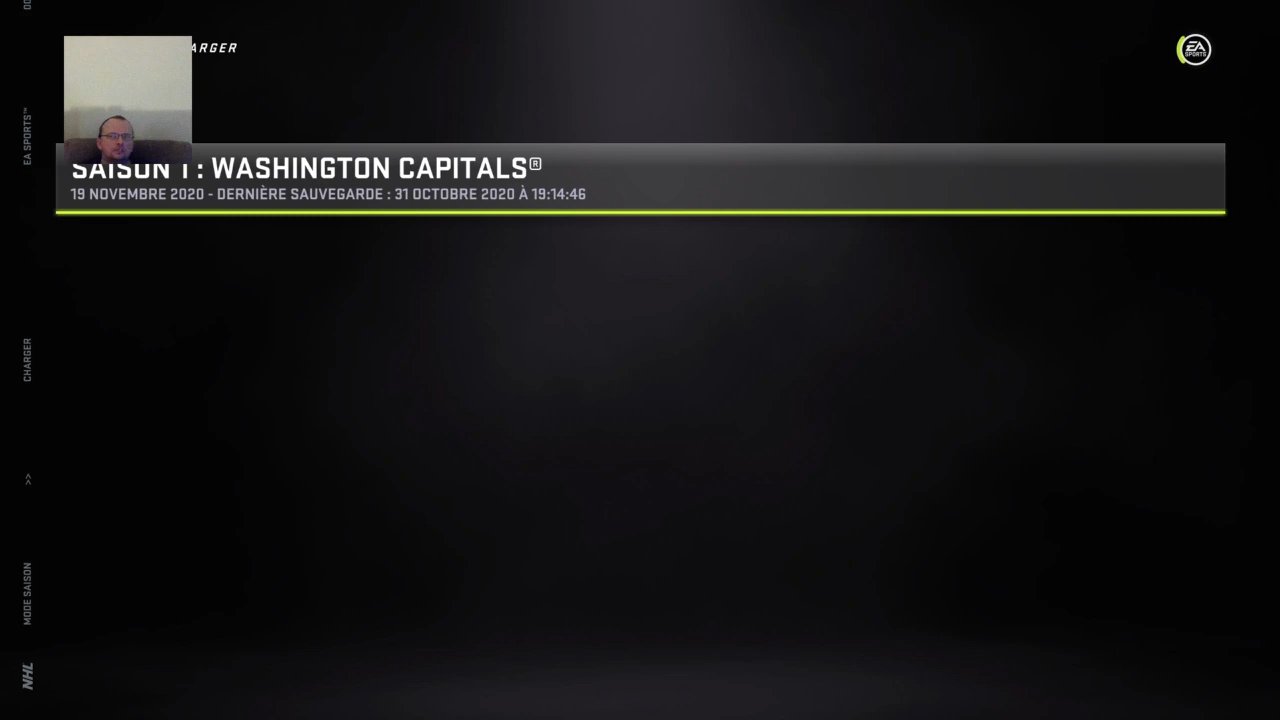 ARGER
EA SPORTS
SAISON 1 : WASHINGTON CAPITALS®
19 NOVEMBRE 2020 - DERNIÈRE SAUVEGARDE : 31 OCTOBRE 2020 À 19:14:46
EA SPORTS™
CHARGER
>>
MODE SAISON
NHL